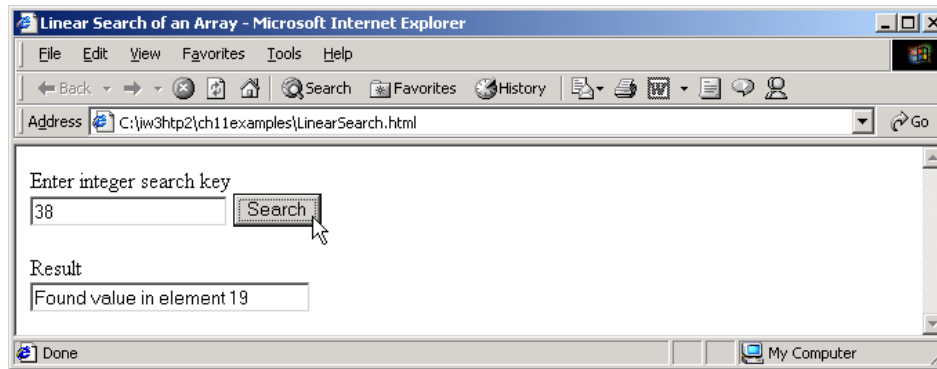 Linear Search of an Array - Microsoft Internet Explorer
File Edit View Favorites Tools Help
Back Search Favorites History
Address C:\iw3htp2\ch11examples\LinearSearch.html Go
Enter integer search key
38 Search
Result
Found value in element 19
Done My Computer